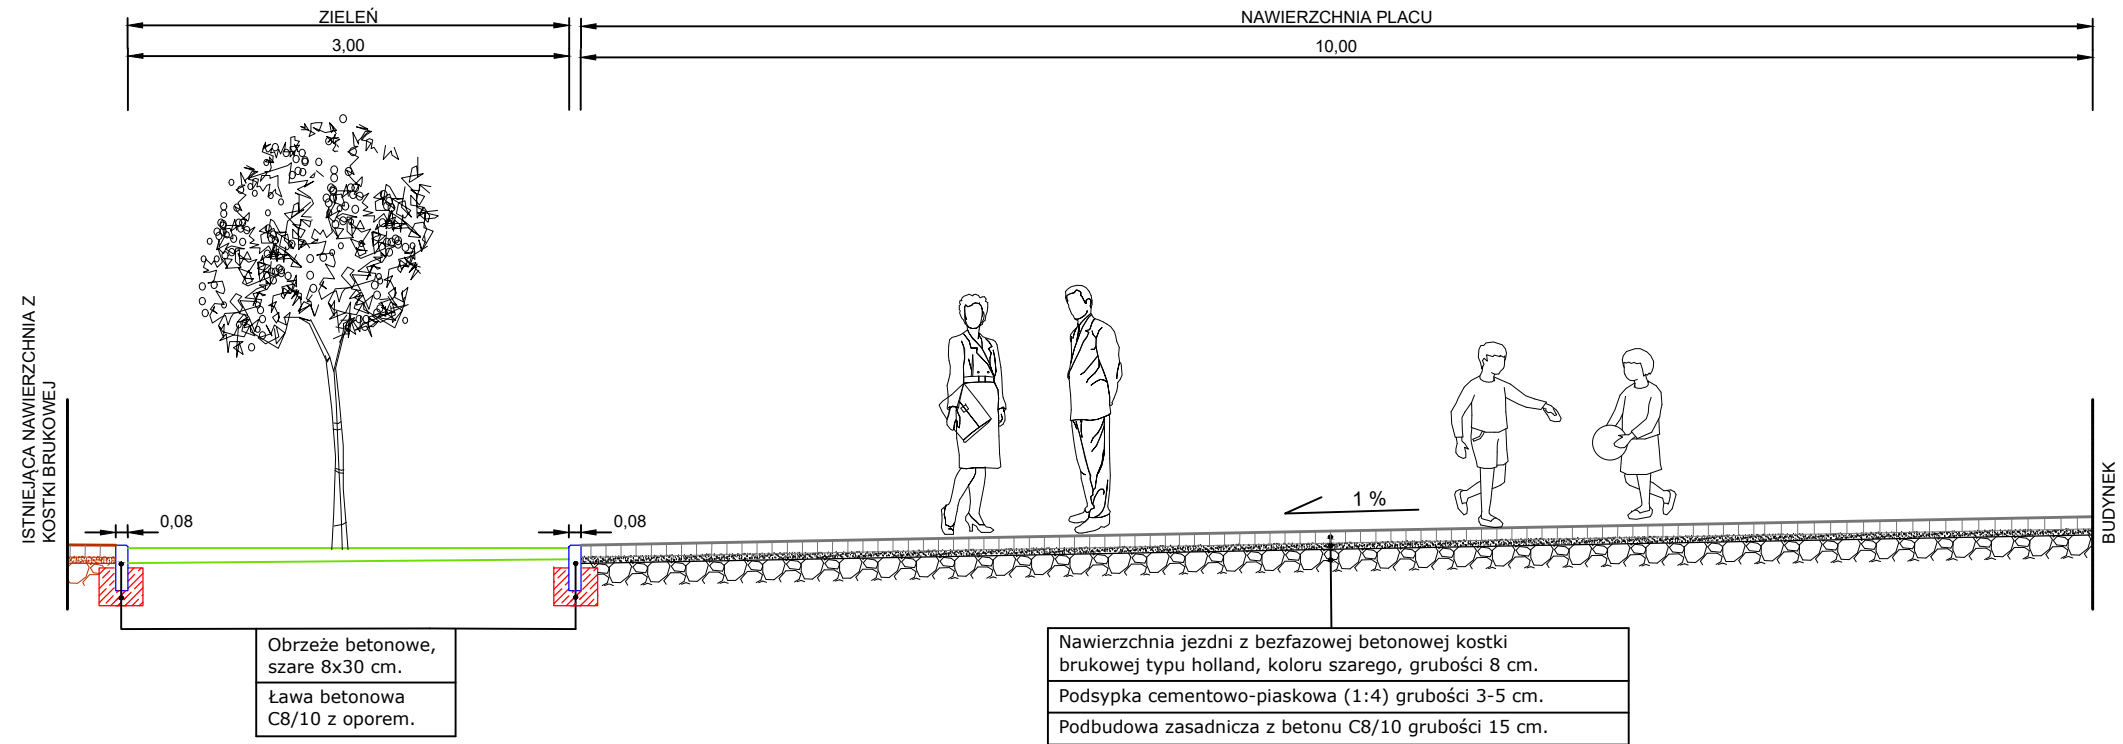 ZIELEŃ
NAWIERZCHNIA PLACU
3,00
10,00
ISTNIEJĄCA NAWIERZCHNIA Z
KOSTKI BRUKOWEJ
0,08
0,08
1 %
BUDYNEK
Obrzeże betonowe,
szare 8x30 cm.
Ława betonowa
C8/10 z oporem.
Nawierzchnia jezdni z bezfazowej betonowej kostki
brukowej typu holland, koloru szarego, grubości 8 cm.
Podsypka cementowo-piaskowa (1:4) grubości 3-5 cm.
Podbudowa zasadnicza z betonu C8/10 grubości 15 cm.